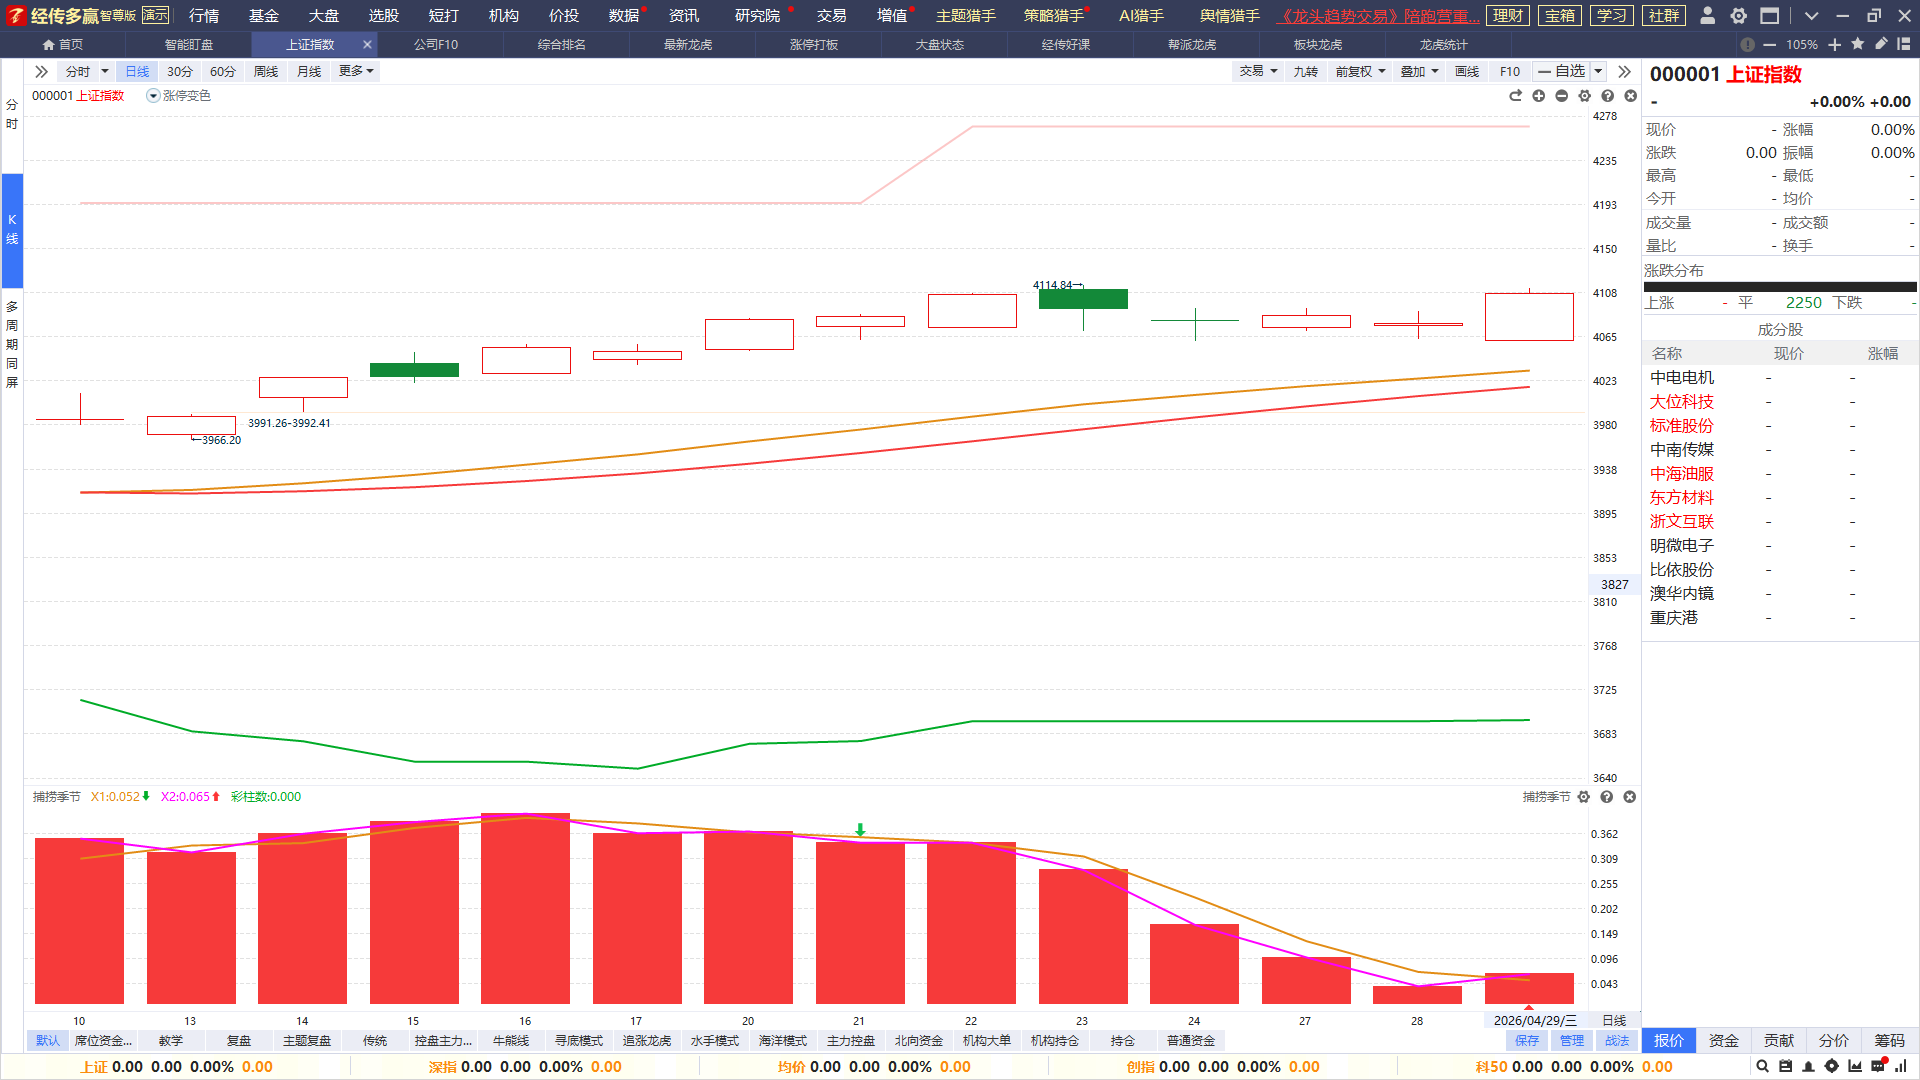 经传多赢 智尊版 演示 行情 基金 大盘 选股 短打 机构 价投 数据 资讯 研究院 交易 增值 主题猎手 策略猎手 AI猎手 舆情猎手 《龙头趋势交易》陪跑营重... 理财 宝箱 学习 社群
首页 智能盯盘 上证指数 公司F10 综合排名 最新龙虎 涨停打板 大盘状态 经传好课 帮派龙虎 板块龙虎 龙虎统计 105%
分时 日线 30分 60分 周线 月线 更多 交易 九转 前复权 叠加 画线 F10 自选
分时
K线
多周期同屏
000001 上证指数 涨停变色
4278
4235
4193
4150
4108
4065
4023
3980
3938
3895
3853
3827
3810
3768
3725
3683
3640
4114.84
3991.26-3992.41
3966.20
捕捞季节 X1:0.052 X2:0.065 彩柱数:0.000 捕捞季节
0.362
0.309
0.255
0.202
0.149
0.096
0.043
10 13 14 15 16 17 20 21 22 23 24 27 28 2026/04/29/三 日线
默认 席位资金... 教学 复盘 主题复盘 传统 控盘主力... 牛能线 寻底模式 追涨龙虎 水手模式 海洋模式 主力控盘 北向资金 机构大单 机构持仓 持仓 普通资金 保存 管理 战法
000001 上证指数
- +0.00% +0.00
现价 - 涨幅 0.00%
涨跌 0.00 振幅 0.00%
最高 - 最低 -
今开 - 均价
成交量 - 成交额 -
量比 - 换手 -
涨跌分布
上涨 - 平 2250 下跌 -
成分股
名称 现价 涨幅
中电电机 - -
大位科技 - -
标准股份 - -
中南传媒 - -
中海油服 - -
东方材料 - -
浙文互联 - -
明微电子 - -
比依股份 - -
澳华内镜 - -
重庆港 - -
报价 资金 贡献 分价 筹码
上证 0.00 0.00 0.00% 0.00 深指 0.00 0.00 0.00% 0.00 均价 0.00 0.00 0.00% 0.00 创指 0.00 0.00 0.00% 0.00 科50 0.00 0.00 0.00% 0.00